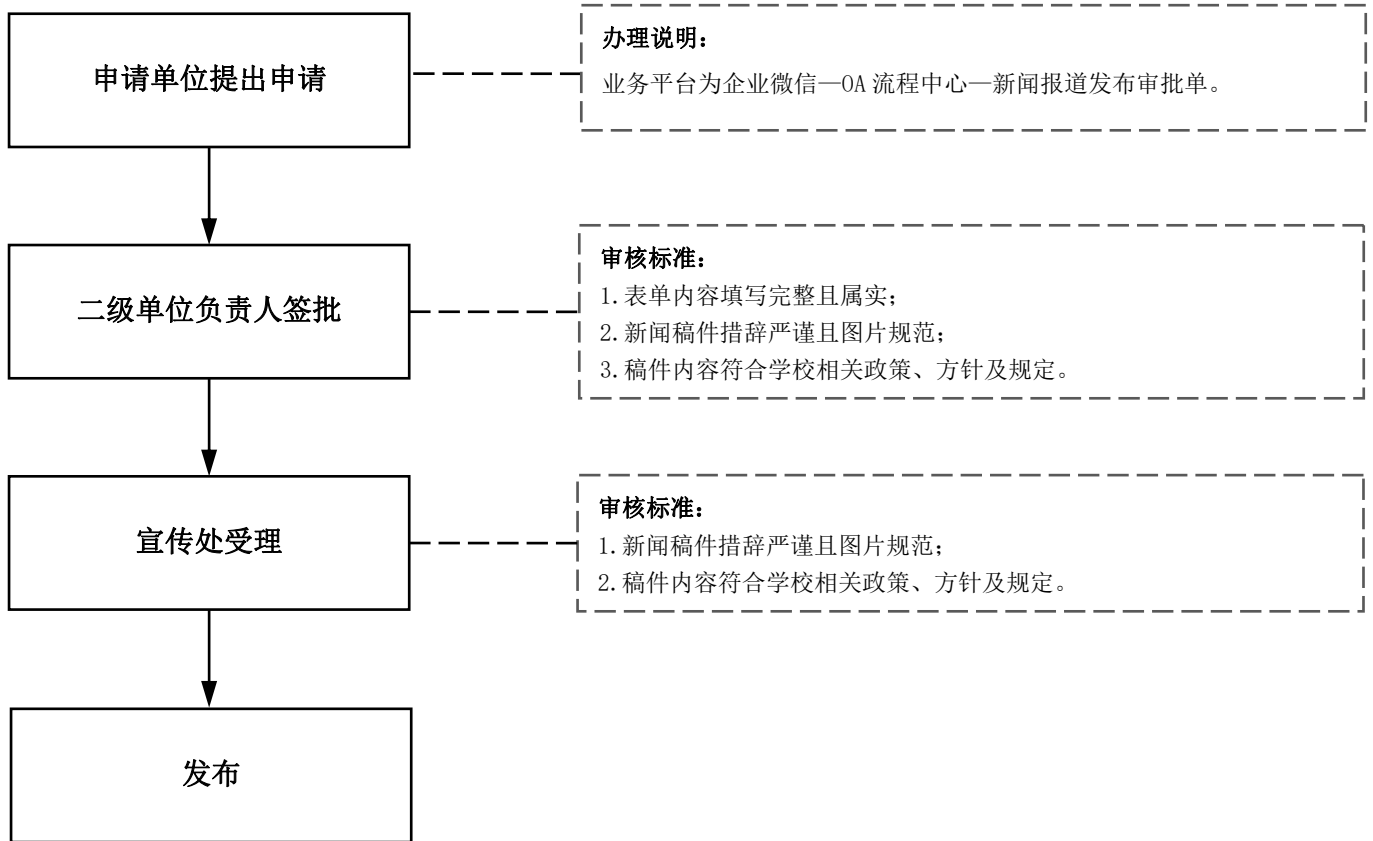 申请单位提出申请
办理说明：
业务平台为企业微信—OA 流程中心—新闻报道发布审批单。
二级单位负责人签批
审核标准：
1.表单内容填写完整且属实；
2.新闻稿件措辞严谨且图片规范；
3.稿件内容符合学校相关政策、方针及规定。
宣传处受理
审核标准：
1.新闻稿件措辞严谨且图片规范；
2.稿件内容符合学校相关政策、方针及规定。
发布